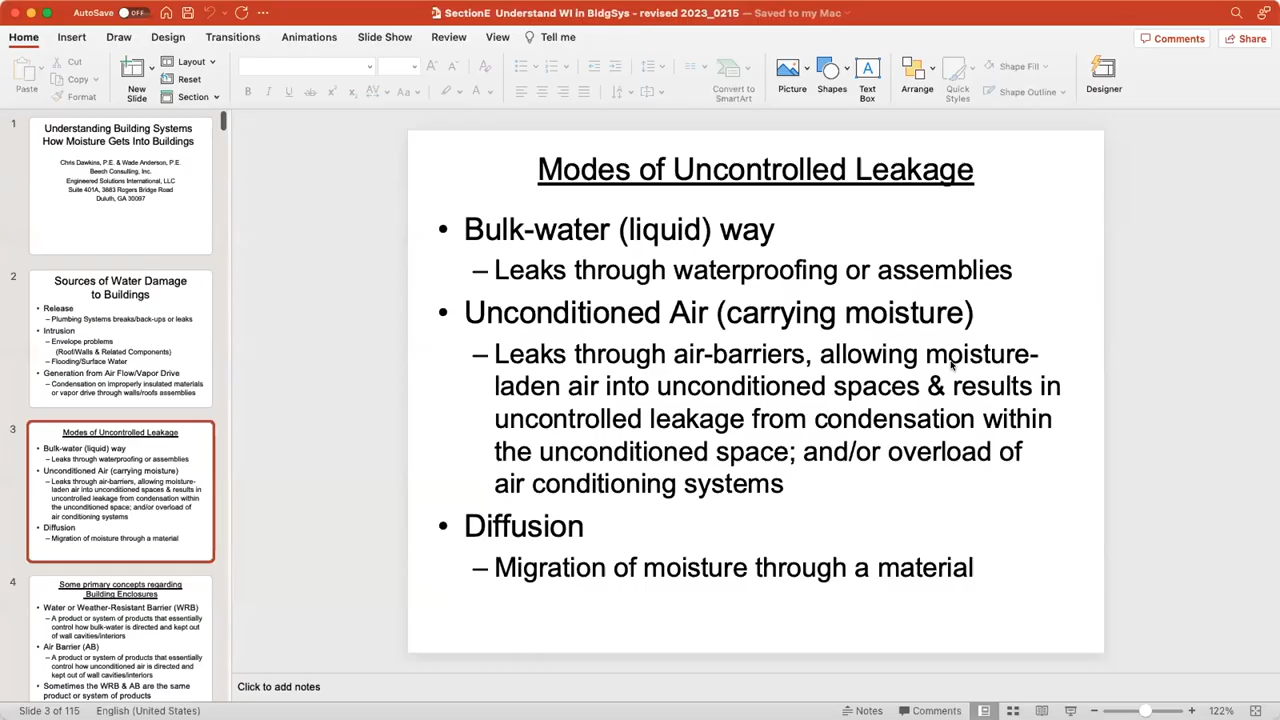 AutoSave OFF
SectionE Understand WI in BldgSys - revised 2023_0215 — Saved to my Mac
Home Insert Draw Design Transitions Animations Slide Show Review View Tell me
Comments Share
Paste Cut Copy Format
New Slide
Layout Reset Section
Convert to SmartArt
Picture Shapes Text Box
Arrange Quick Styles
Shape Fill
Shape Outline
Designer
1
Understanding Building Systems
How Moisture Gets Into Buildings
Chris Dawkins, P.E. & Wade Anderson, P.E.
Beech Consulting, Inc.
Engineered Solutions International, LLC
Suite 401A, 3883 Rogers Bridge Road
Duluth, GA 30097
2
Sources of Water Damage
to Buildings
• Release
– Plumbing Systems breaks/back-ups or leaks
• Intrusion
– Envelope problems
(Roof/Walls & Related Components)
– Flooding/Surface Water
• Generation from Air Flow/Vapor Drive
– Condensation on improperly insulated materials
or vapor drive through walls/roofs assemblies
3
Modes of Uncontrolled Leakage
• Bulk-water (liquid) way
– Leaks through waterproofing or assemblies
• Unconditioned Air (carrying moisture)
– Leaks through air-barriers, allowing moisture-
laden air into unconditioned spaces & results in
uncontrolled leakage from condensation within
the unconditioned space; and/or overload of
air conditioning systems
• Diffusion
– Migration of moisture through a material
4
Some primary concepts regarding
Building Enclosures
• Water or Weather-Resistant Barrier (WRB)
– A product or system of products that essentially
control how bulk-water is directed and kept out
of wall cavities/interiors
• Air Barrier (AB)
– A product or system of products that essentially
control how unconditioned air is directed and
kept out of wall cavities/interiors
• Sometimes the WRB & AB are the same
product or system of products
Modes of Uncontrolled Leakage
• Bulk-water (liquid) way
– Leaks through waterproofing or assemblies
• Unconditioned Air (carrying moisture)
– Leaks through air-barriers, allowing moisture-
laden air into unconditioned spaces & results in
uncontrolled leakage from condensation within
the unconditioned space; and/or overload of
air conditioning systems
• Diffusion
– Migration of moisture through a material
Click to add notes
Slide 3 of 115 English (United States)
Notes Comments 122%